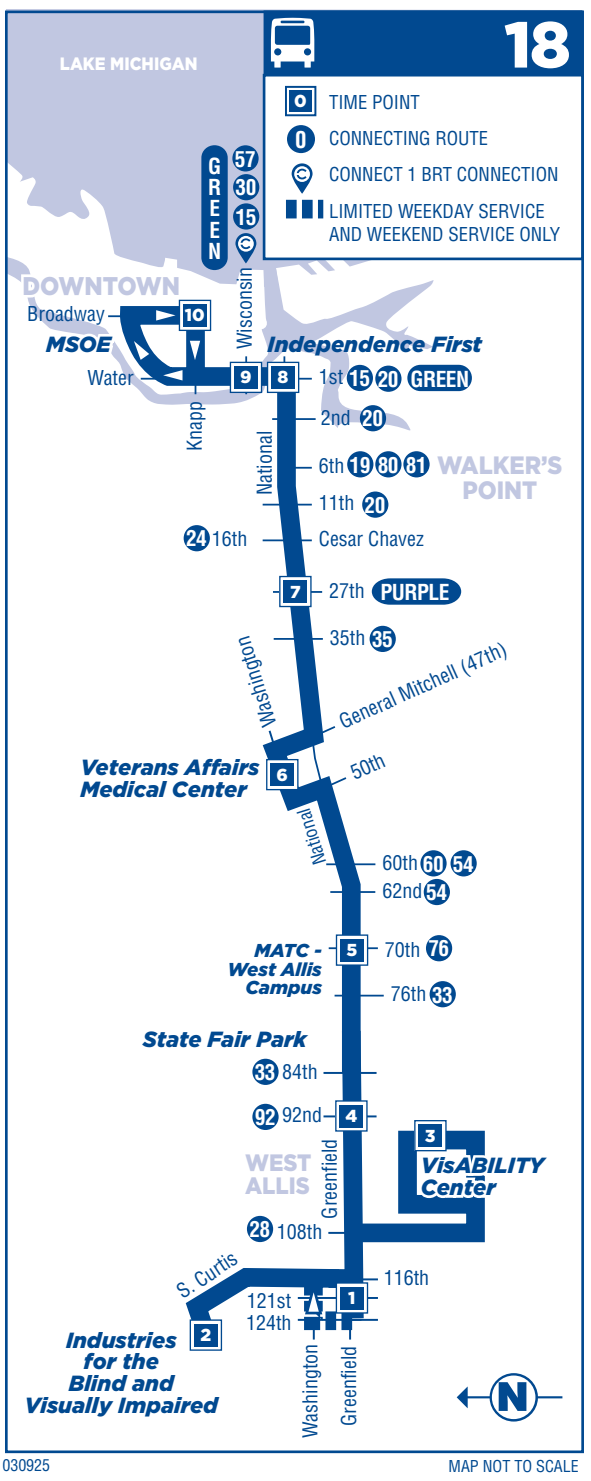 18
LAKE MICHIGAN
0 TIME POINT
0 CONNECTING ROUTE
C CONNECT 1 BRT CONNECTION
LIMITED WEEKDAY SERVICE
AND WEEKEND SERVICE ONLY
GREEN
57
30
15
C
Wisconsin
DOWNTOWN
Broadway
10
MSOE
Independence First
Water
9
8
1st 15 20 GREEN
Knapp
National
2nd 20
6th 19 80 81
WALKER'S
POINT
11th 20
24 16th
Cesar Chavez
7
27th PURPLE
35th 35
Washington
General Mitchell (47th)
Veterans Affairs
Medical Center
6
50th
National
60th 60 54
62nd 54
MATC -
West Allis
Campus
5
70th 76
76th 33
State Fair Park
33 84th
92 92nd
4
3
VisABILITY
Center
WEST
ALLIS
Greenfield
28 108th
S. Curtis
116th
121st
1
124th
2
Industries
for the
Blind and
Visually Impaired
Washington
Greenfield
N
030925
MAP NOT TO SCALE